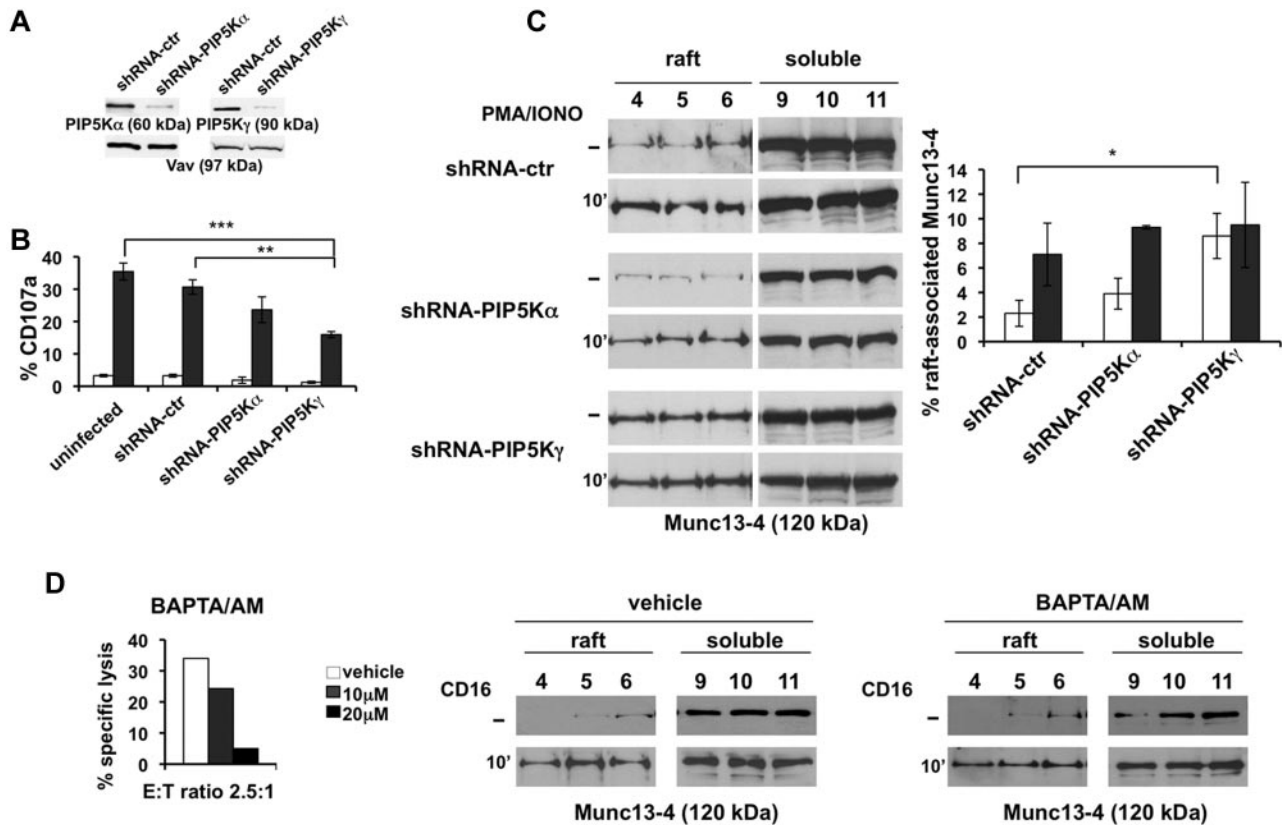 A
shRNA-ctr
shRNA-PIP5Kα
shRNA-ctr
shRNA-PIP5Kγ
PIP5Kα (60 kDa) PIP5Kγ (90 kDa)
Vav (97 kDa)
B
% CD107a
40
30
20
10
0
***
**
uninfected
shRNA-ctr
shRNA-PIP5Kα
shRNA-PIP5Kγ
C
raft soluble
PMA/IONO 4 5 6 9 10 11
–
shRNA-ctr
10'
–
shRNA-PIP5Kα
10'
–
shRNA-PIP5Kγ
10'
Munc13-4 (120 kDa)
% raft-associated Munc13-4
14
12
10
8
6
4
2
0
*
shRNA-ctr
shRNA-PIP5Kα
shRNA-PIP5Kγ
D
BAPTA/AM
% specific lysis
40
30
20
10
0
E:T ratio 2.5:1
vehicle
10μM
20μM
vehicle
raft soluble
CD16 4 5 6 9 10 11
–
10'
Munc13-4 (120 kDa)
BAPTA/AM
raft soluble
CD16 4 5 6 9 10 11
–
10'
Munc13-4 (120 kDa)